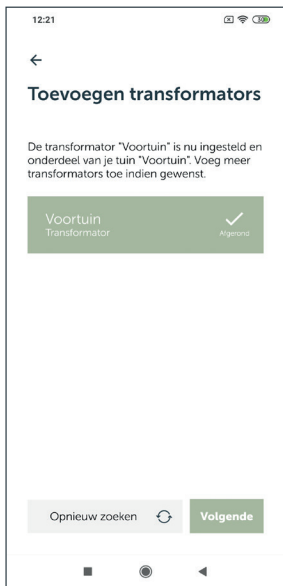 12:21
Toevoegen transformators
De transformator "Voortuin" is nu ingesteld en
onderdeel van je tuin "Voortuin". Voeg meer
transformators toe indien gewenst.
Voortuin
Transformator
Afgerond
Opnieuw zoeken
Volgende